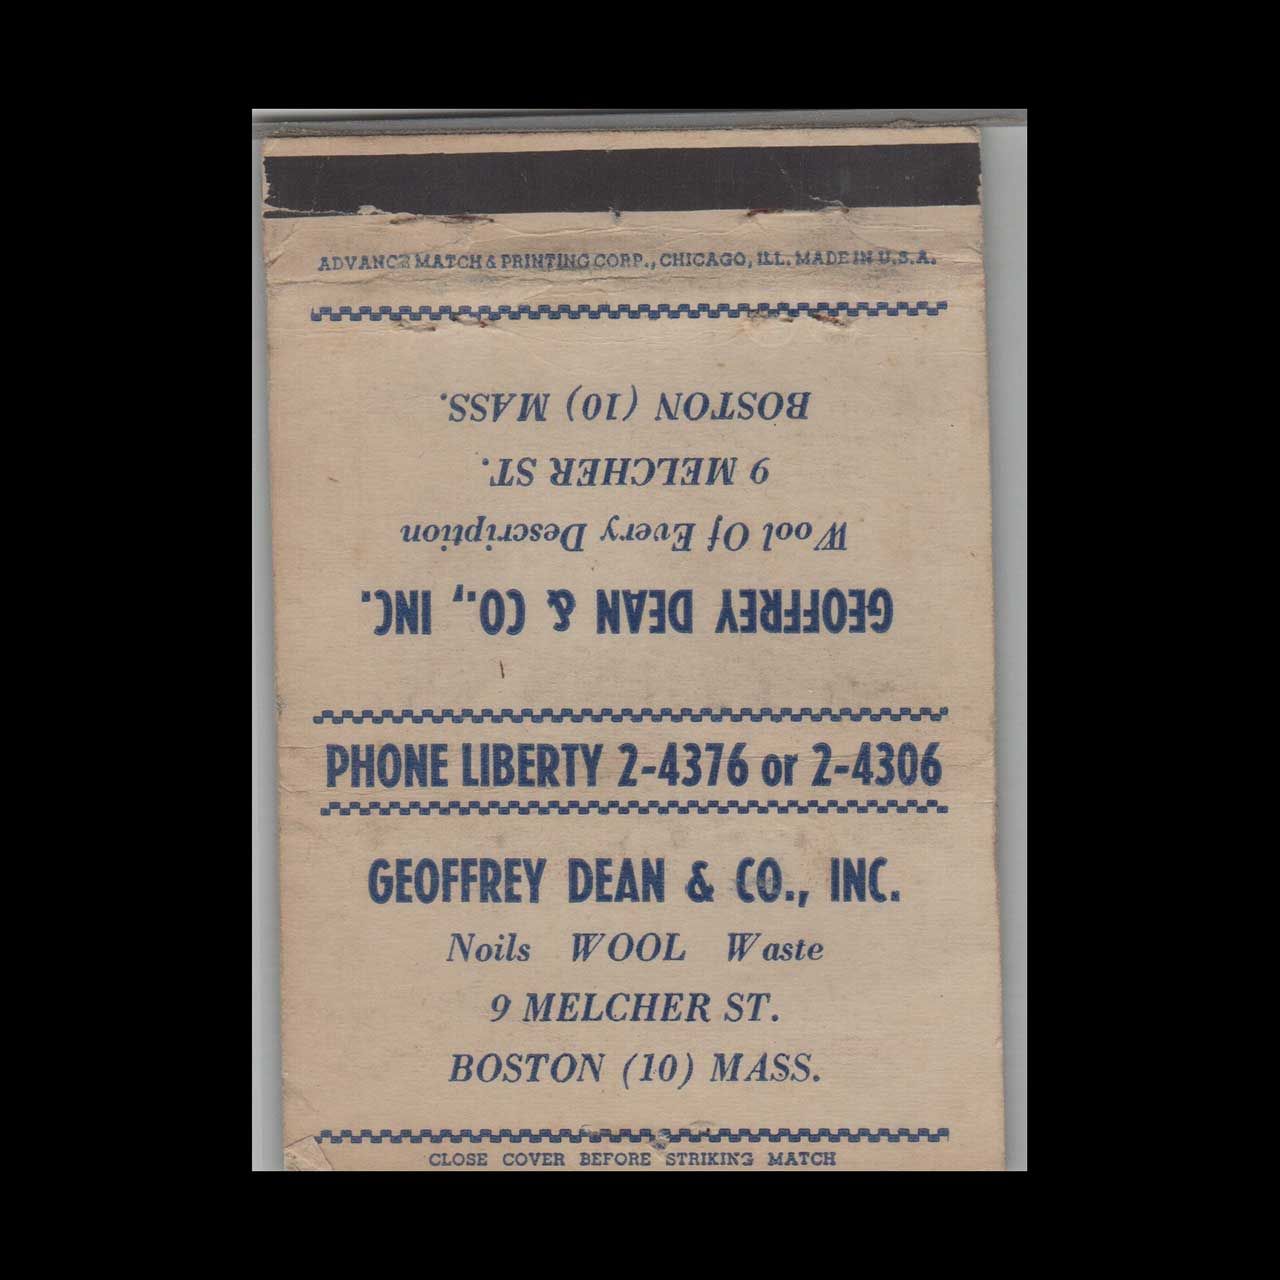 ADVANCE MATCH & PRINTING CORP., CHICAGO, ILL. MADE IN U.S.A.
BOSTON (10) MASS.
9 MELCHER ST.
Wool Of Every Description
GEOFFREY DEAN & CO., INC.
PHONE LIBERTY 2-4376 or 2-4306
GEOFFREY DEAN & CO., INC.
Noils WOOL Waste
9 MELCHER ST.
BOSTON (10) MASS.
CLOSE COVER BEFORE STRIKING MATCH